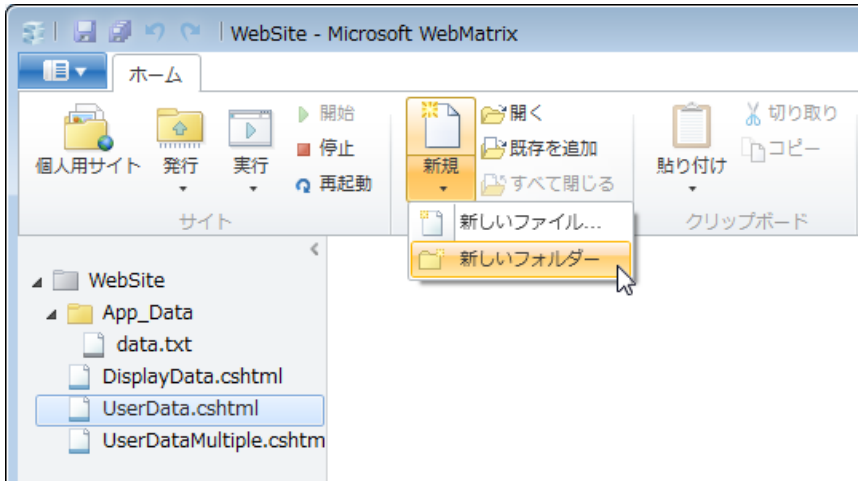 WebSite - Microsoft WebMatrix
ホーム
個人用サイト
発行
実行
開始
停止
再起動
サイト
新規
開く
既存を追加
すべて閉じる
新しいファイル...
新しいフォルダー
貼り付け
切り取り
コピー
クリップボード
WebSite
App_Data
data.txt
DisplayData.cshtml
UserData.cshtml
UserDataMultiple.cshtm